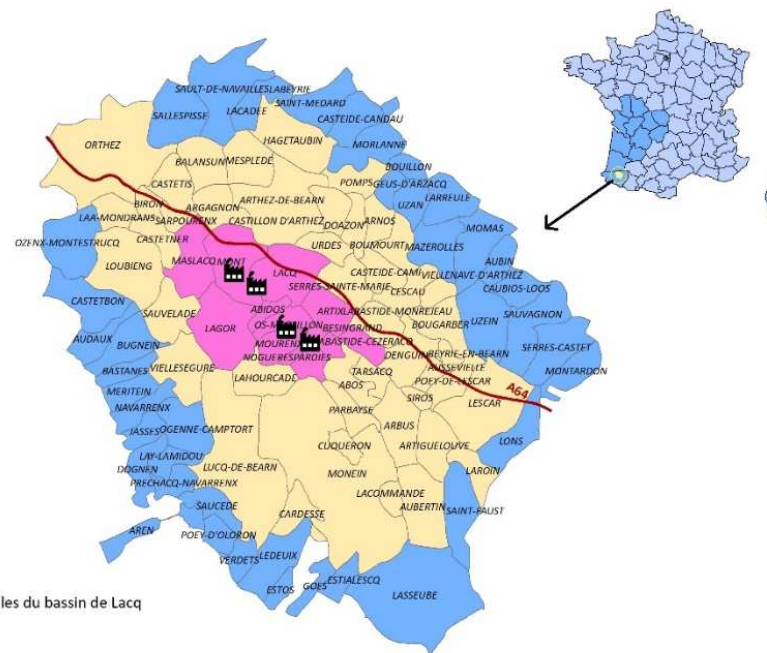 SAULT-DE-NAVAILLES
LABEYRIE
SALLESPISSE
LACADEE
SAINT-MEDARD
CASTEIDE-CANDAU
ORTHEZ
HAGETAUBIN
MORLANNE
BALANSUN
MESPLEDE
BOUILLON
CASTETIS
POMPS
GEUS-D'ARZACQ
BIRON
ARGAGNON
ARTHEZ-DE-BEARN
UZAN
LARREULE
LAA-MONDRANS
SARPOURENX
CASTILLON D'ARTHEZ
DOAZON
ARNOS
MOMAS
OZENX-MONTESTRUCQ
CASTETNER
URDES
BOUMOURT
MAZEROLLES
LOUBIENG
MASLACQ
MONT
LACQ
CASTEIDE-CAMI
VIELLENAVE-D'ARTHEZ
AUBIN
SERRES-SAINTE-MARIE
CESCAU
CAUBIOS-LOOS
CASTETBON
SAUVELADE
ABIDOS
ARTIX
LABASTIDE-MONREJEAU
SAUVAGNON
LAGOR
OS-MARSILLON
BESINGRAND
BOUGARBER
UZEIN
AUDAUX
BUGNEIN
MOURENX
LABASTIDE-CEZERACQ
SERRES-CASTET
NOGUERES
PARDIES
DENGUIN
BEYRIE-EN-BEARN
BASTANES
VIELLESEGURE
LAHOURCADE
TARSACQ
AUSSEVILLE
MONTARDON
MERITEIN
ABOS
POEY-DE-LESCAR
A64
NAVARRENX
SIROS
LESCAR
PARBAYSE
JASSES
OGENNE-CAMPTORT
ARBUS
LAY-LAMIDOU
CUQUERON
ARTIGUELOUVE
LONS
DOGNEN
LUCQ-DE-BEARN
MONEIN
LAROIN
PRECHACQ-NAVARRENX
LACOMMANDE
SAUCEDE
CARDESSE
AUBERTIN
SAINT-FAUST
AREN
POEY-D'OLORON
VERDETS
LEDEUIX
ESTOS
GOES
ESTIALESCQ
LASSEUBE
les du bassin de Lacq